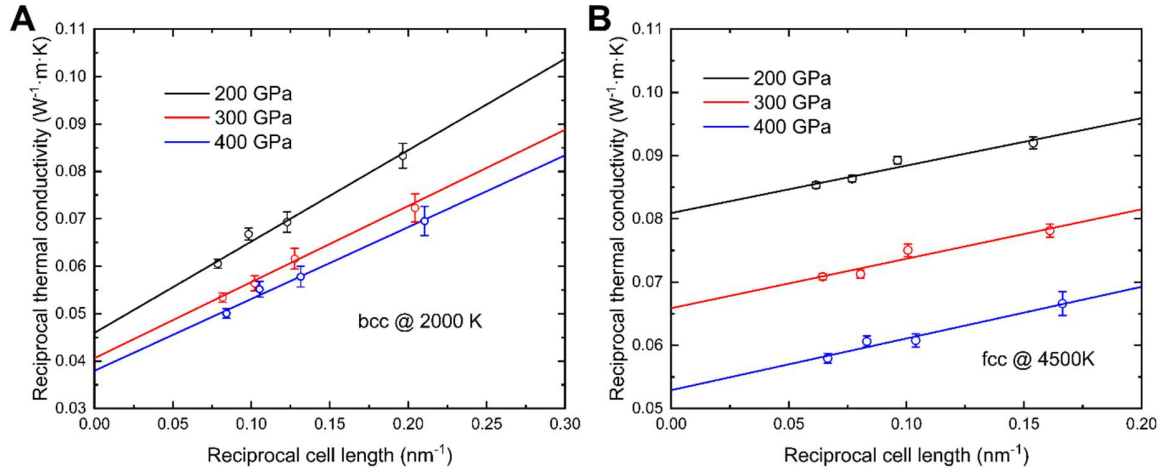 A
Reciprocal thermal conductivity (W⁻¹·m·K)
0.11
0.10
0.09
0.08
0.07
0.06
0.05
0.04
0.03
200 GPa
300 GPa
400 GPa
bcc @ 2000 K
0.00 0.05 0.10 0.15 0.20 0.25 0.30
Reciprocal cell length (nm⁻¹)
B
Reciprocal thermal conductivity (W⁻¹·m·K)
0.11
0.10
0.09
0.08
0.07
0.06
0.05
200 GPa
300 GPa
400 GPa
fcc @ 4500K
0.00 0.05 0.10 0.15 0.20
Reciprocal cell length (nm⁻¹)